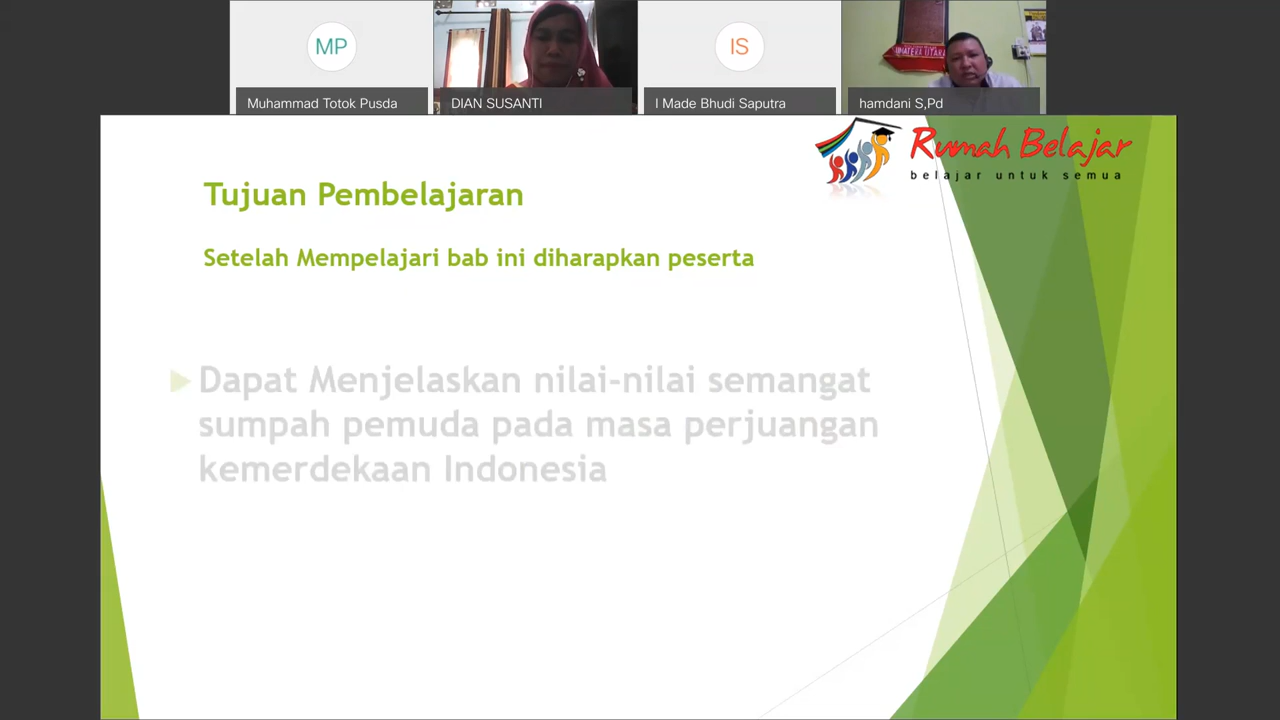 MP
IS
Muhammad Totok Pusda
DIAN SUSANTI
I Made Bhudi Saputra
hamdani S,Pd
Rumah Belajar
belajar untuk semua
Tujuan Pembelajaran
Setelah Mempelajari bab ini diharapkan peserta
Dapat Menjelaskan nilai-nilai semangat
sumpah pemuda pada masa perjuangan
kemerdekaan Indonesia